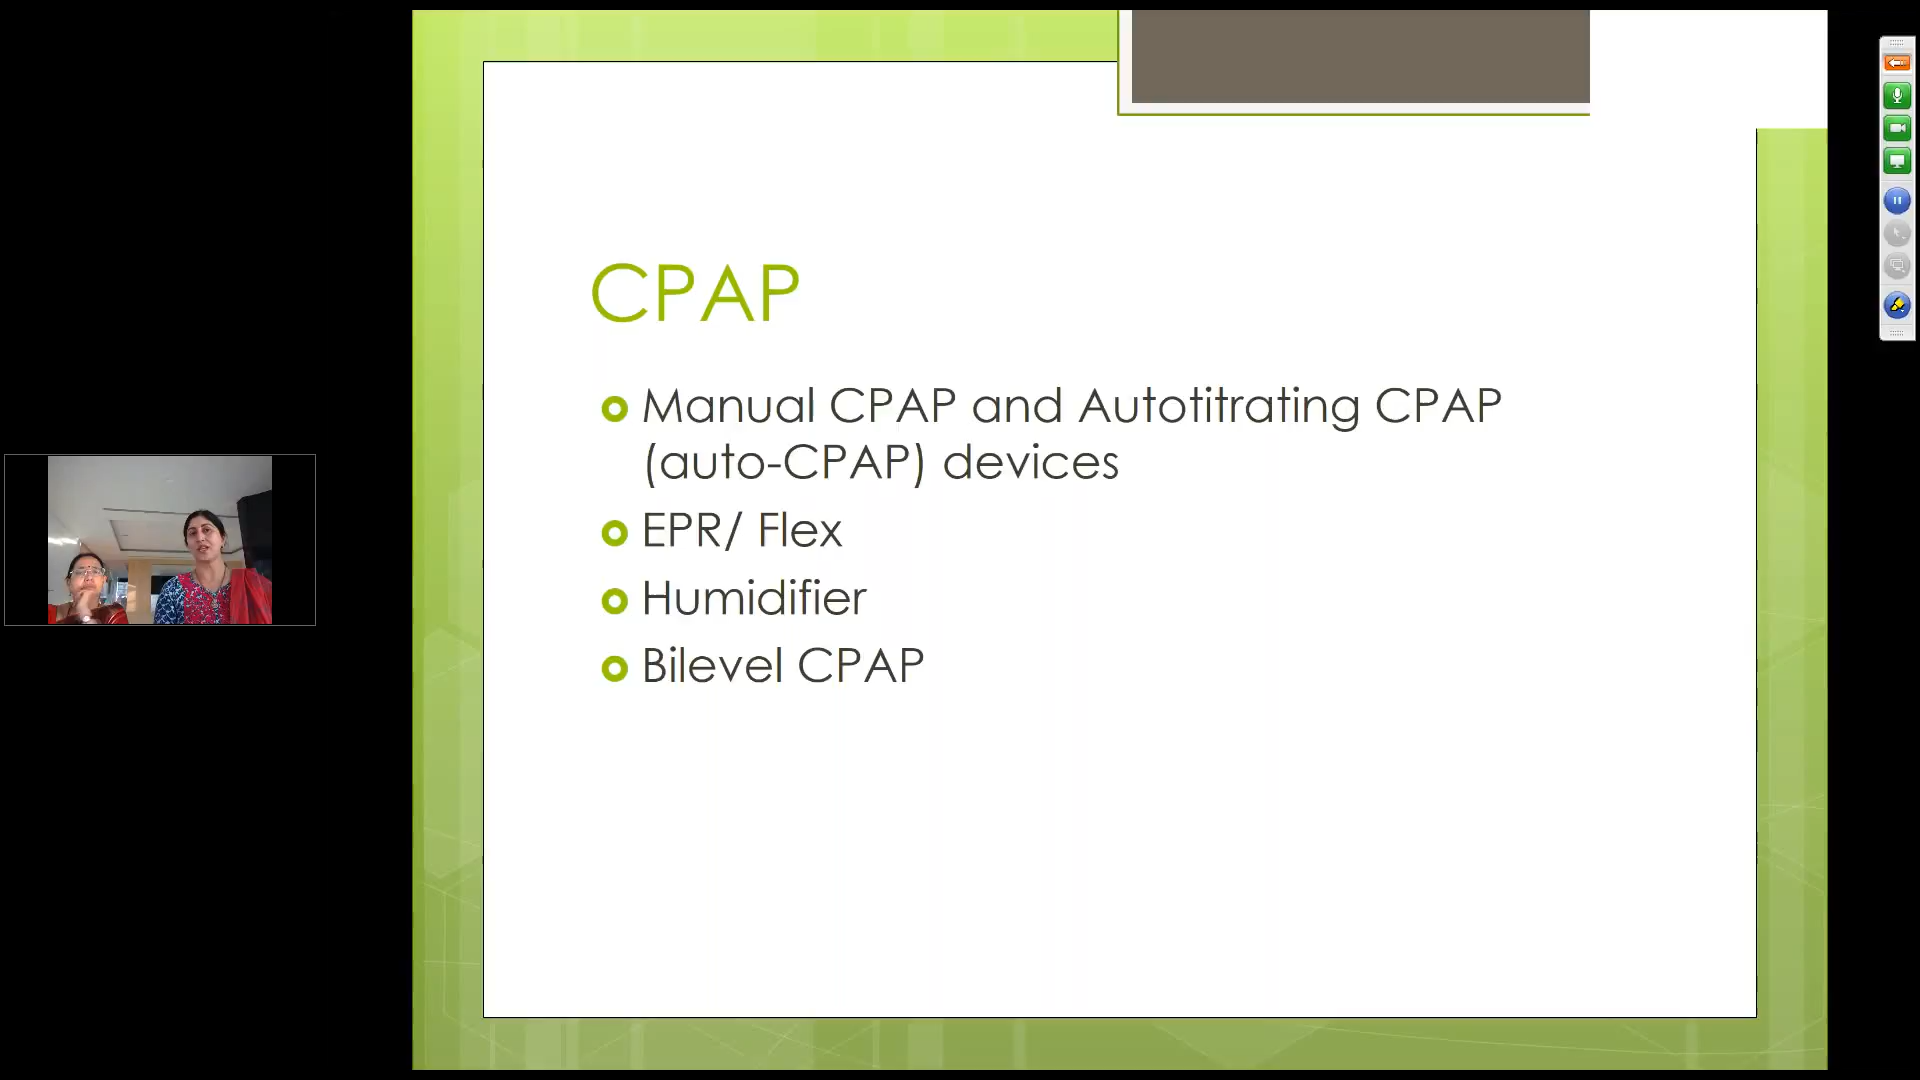 CPAP
Manual CPAP and Autotitrating CPAP
(auto-CPAP) devices
EPR/ Flex
Humidifier
Bilevel CPAP